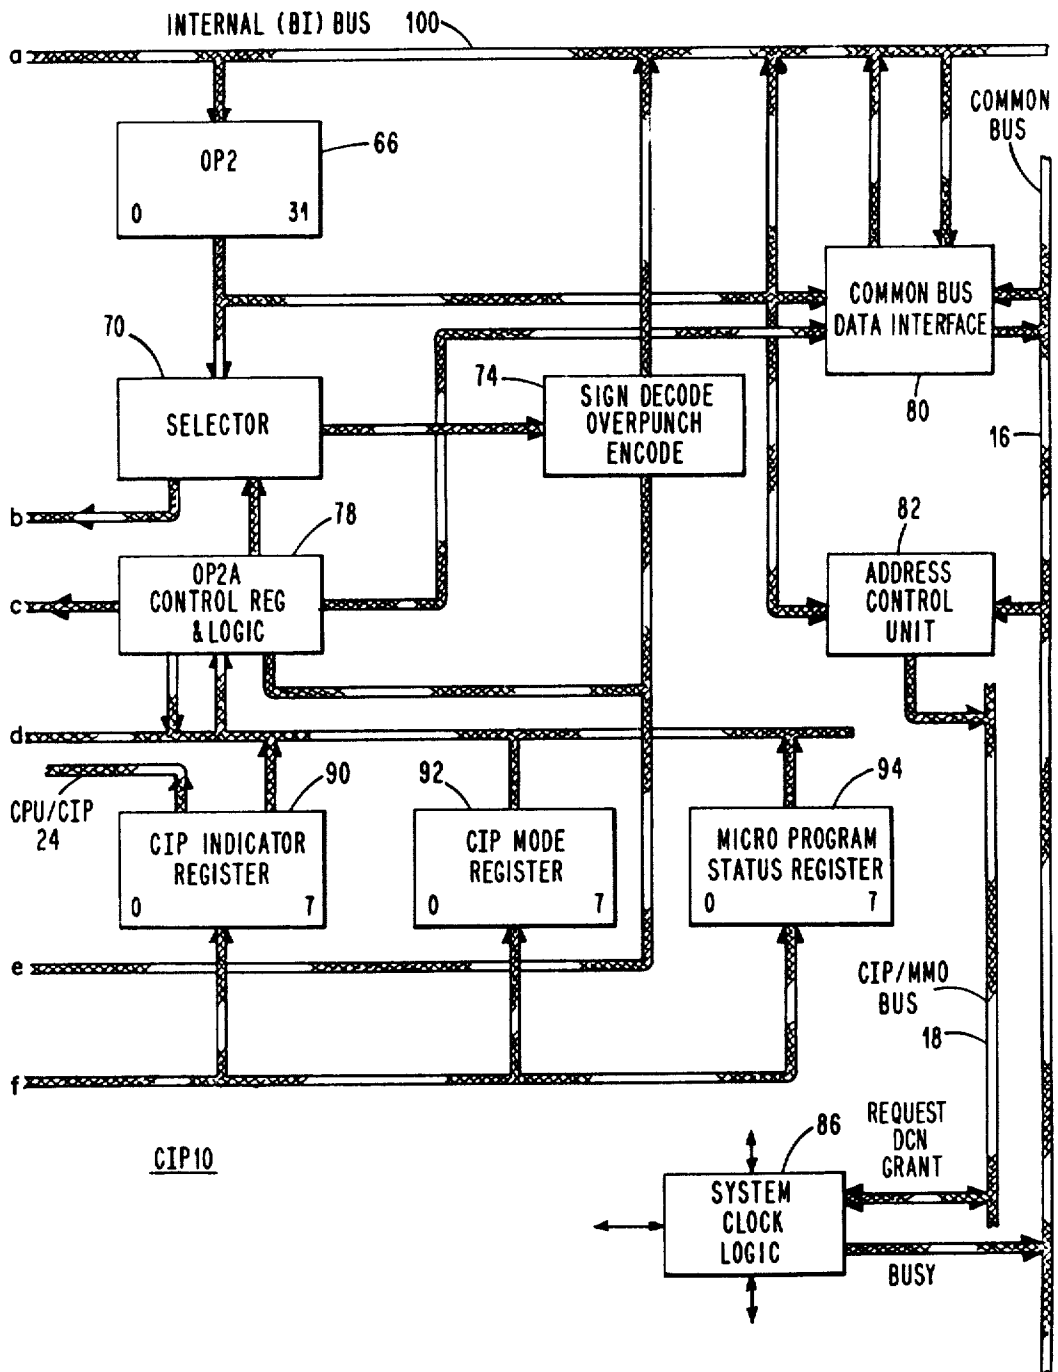 INTERNAL (BI) BUS 100
a
COMMON
BUS
66
OP2
0 31
70
SELECTOR
74
SIGN DECODE
OVERPUNCH
ENCODE
COMMON BUS
DATA INTERFACE
80
16
b
78
82
OP2A
CONTROL REG
& LOGIC
c
ADDRESS
CONTROL
UNIT
d
CPU/CIP
24
90
92
94
CIP INDICATOR
REGISTER
0 7
CIP MODE
REGISTER
0 7
MICRO PROGRAM
STATUS REGISTER
0 7
e
CIP/MMO
BUS
18
f
CIP10
86
REQUEST
DCN
GRANT
SYSTEM
CLOCK
LOGIC
BUSY